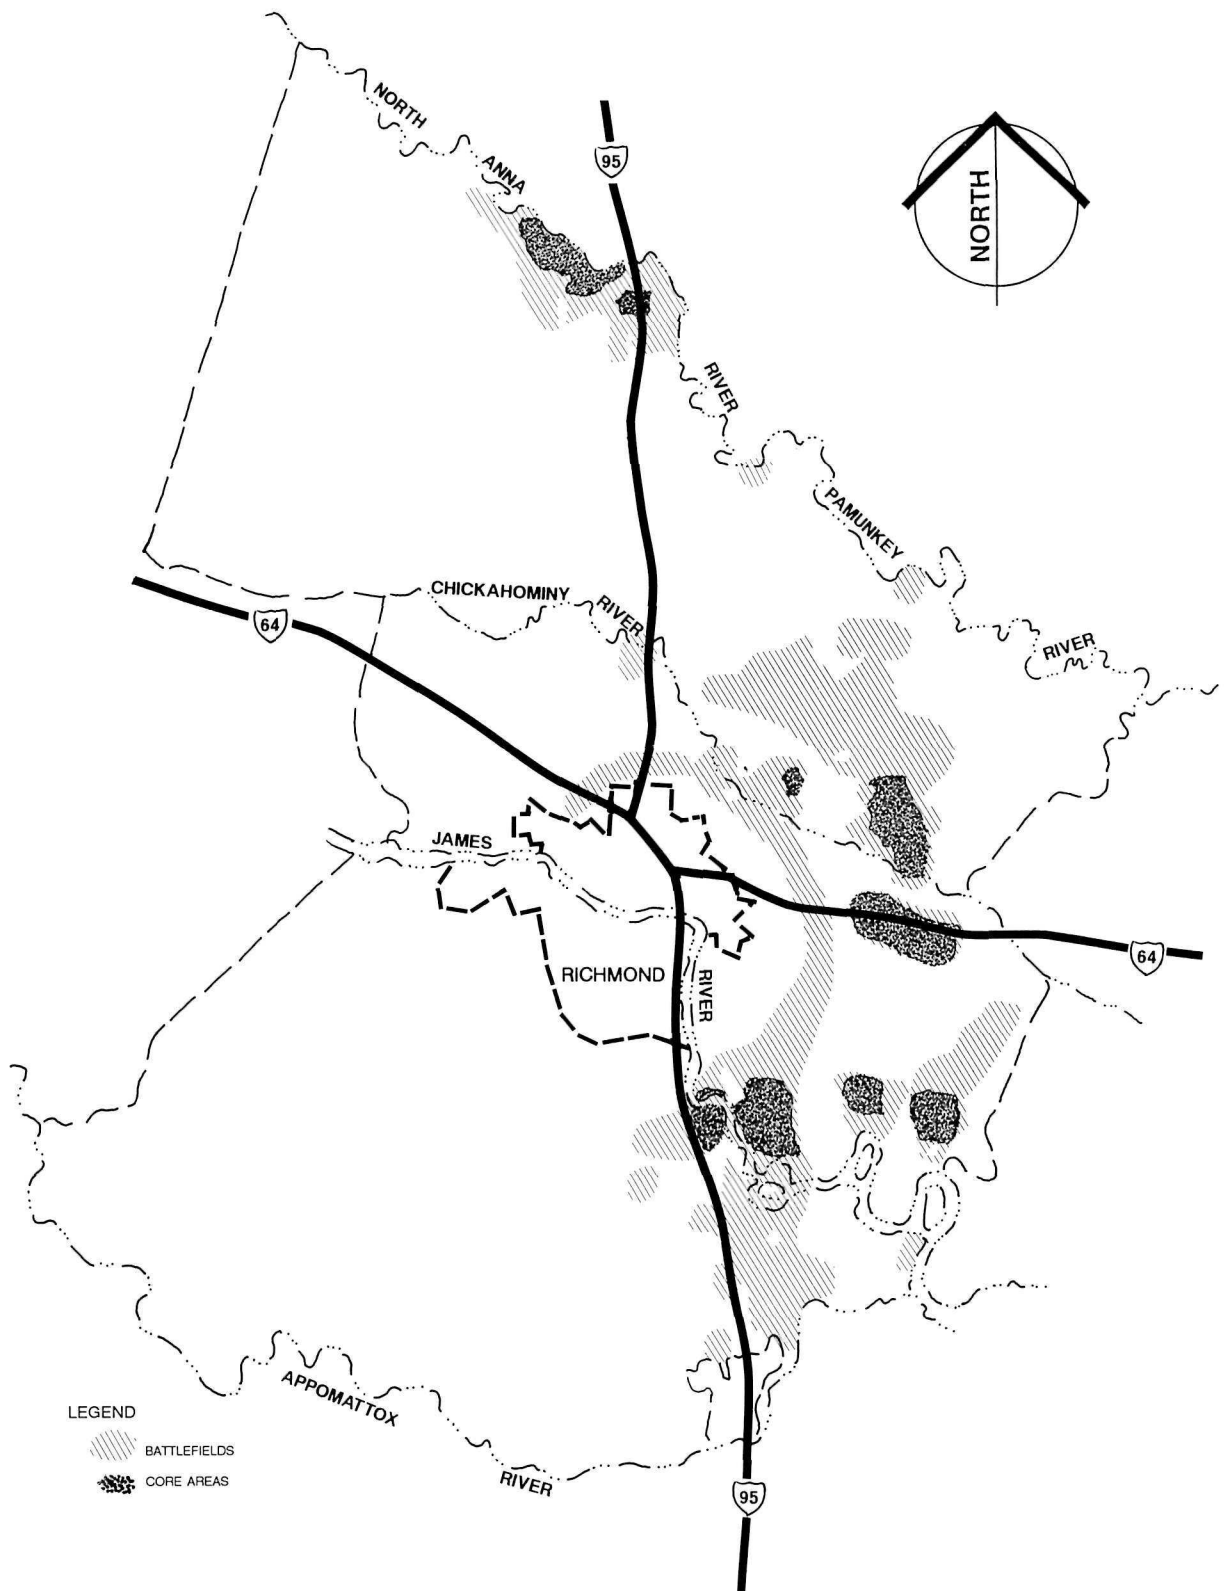 NORTH
ANNA
95
NORTH
RIVER
PAMUNKEY
CHICKAHOMINY
RIVER
64
RIVER
JAMES
RICHMOND
RIVER
64
APPOMATTOX
RIVER
LEGEND
BATTLEFIELDS
CORE AREAS
95